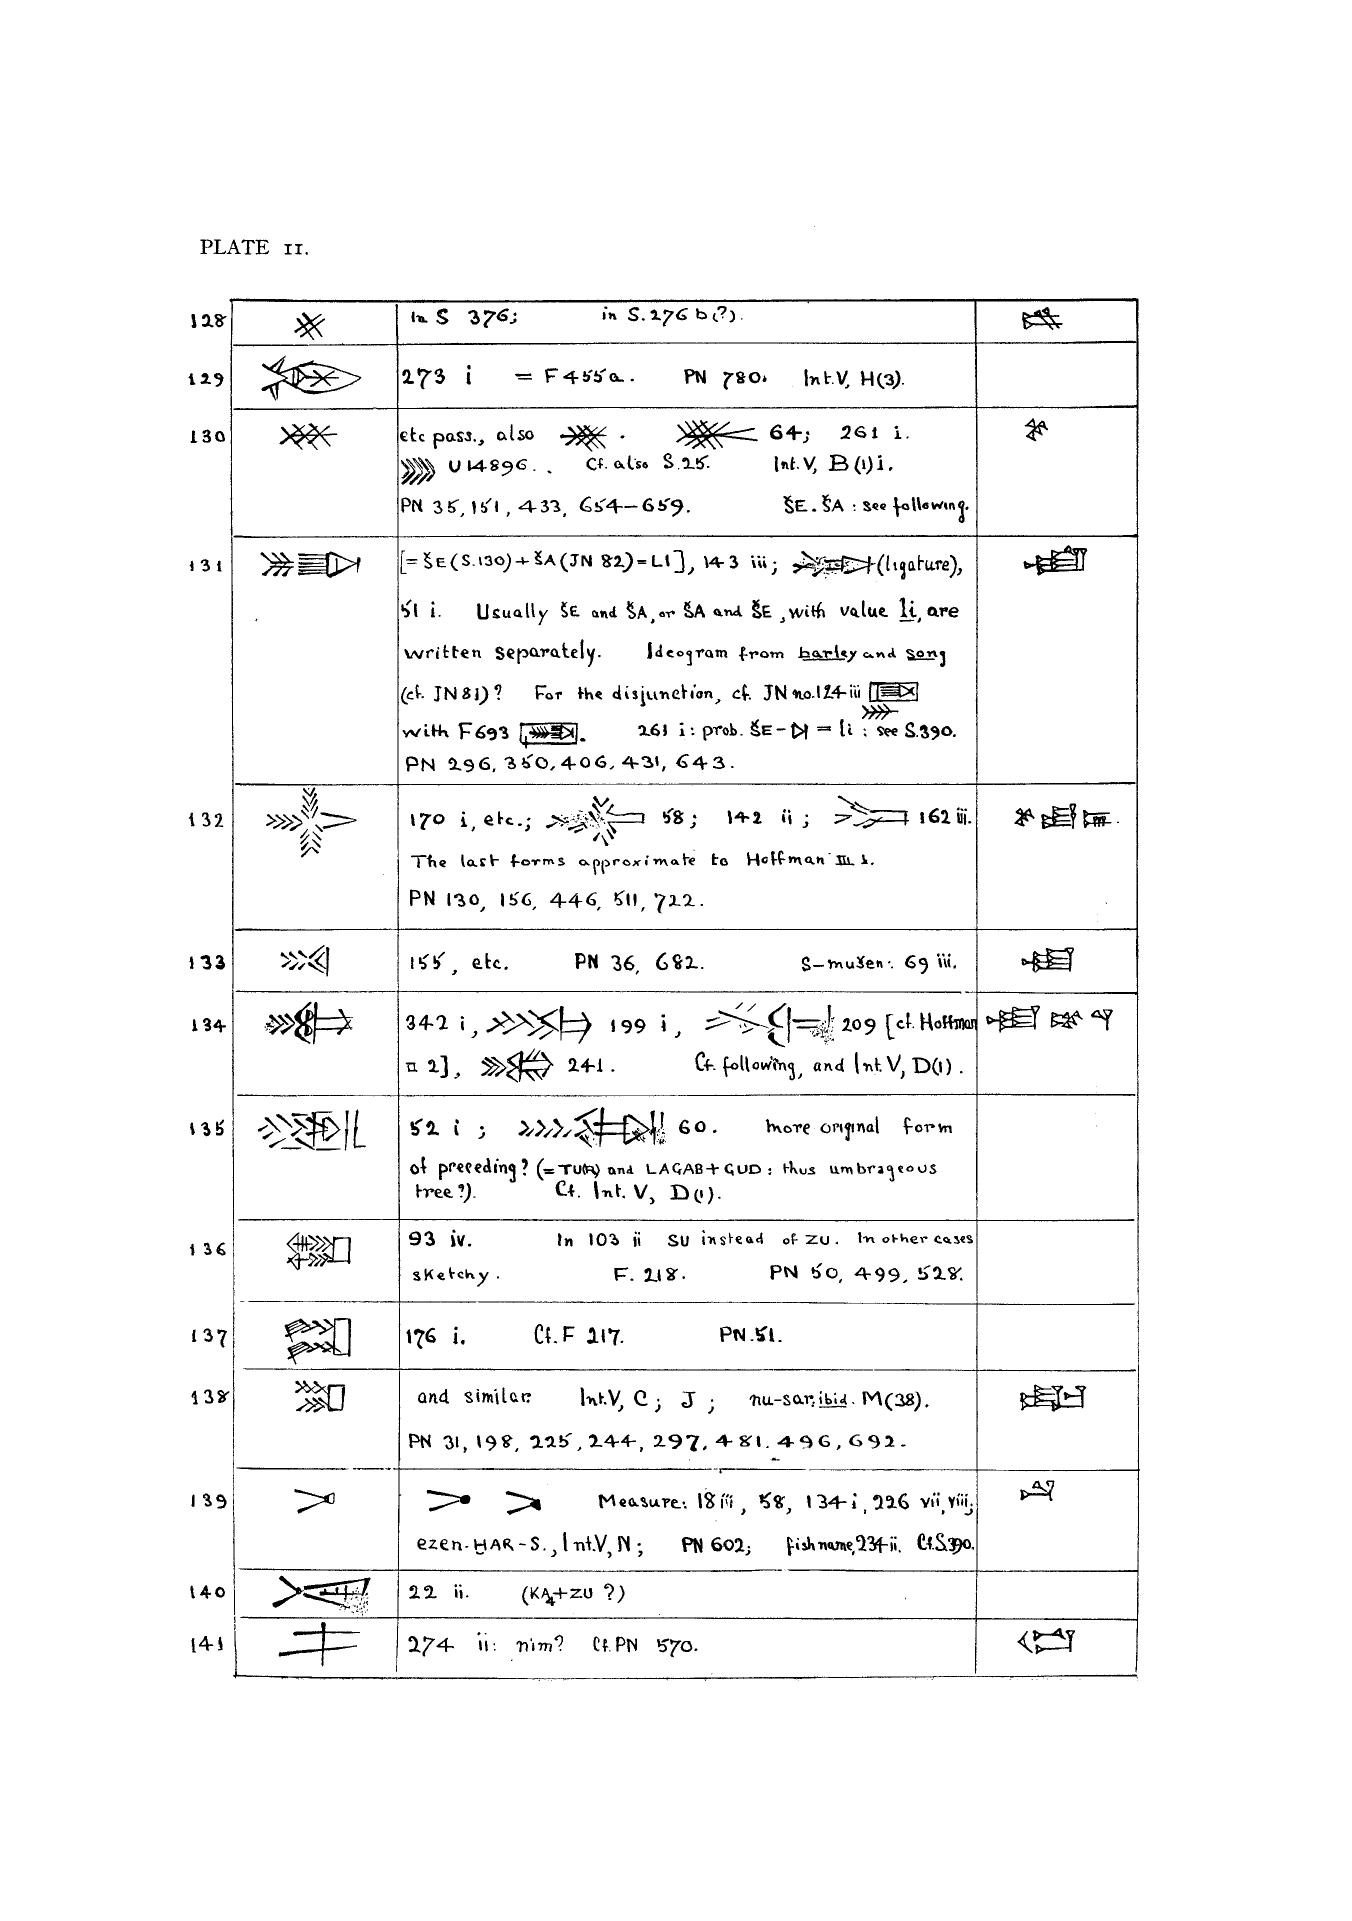 PLATE 11.
128 in S 376; in S. 276 b(?).
129 273 i = F 455a. PN 780. Int.V, H(3).
130 etc pass., also . 64; 261 i.
U 14896.. Cf. also S.25. Int.V, B(1)i.
PN 35, 151, 433, 654–659. ŠE.ŠA : see following.
131 [=ŠE(S.130)+ŠA(JN 82)=LI], 143 iii; (ligature),
51 i. Usually ŠE and ŠA, or ŠA and ŠE, with value li, are
written separately. Ideogram from barley and song
(cf. JN 81)? For the disjunction, cf. JN no.124 iii
with F 693 . 261 i: prob. ŠE- = li : see S.390.
PN 296, 350, 406, 431, 643.
132 170 i, etc.; 58; 142 ii; 162 iii.
The last forms approximate to Hoffman III 1.
PN 130, 156, 446, 511, 722.
133 155, etc. PN 36, 682. S-mušen: 69 iii.
134 342 i, 199 i, 209 [cf. Hoffman
II 2], 241. Cf. following, and Int.V, D(1).
135 52 i; 60. more original form
of preceding? (=TU(R) and LAGAB+GUD: thus umbrageous
tree?). Cf. Int. V, D(1).
136 93 iv. In 103 ii SU instead of ZU. In other cases
sketchy. F. 218. PN 50, 499, 528.
137 176 i. Cf. F 217. PN.51.
138 and similar. Int.V, C; J; nu-sar: ibid. M(38).
PN 31, 198, 225, 244, 297, 481, 496, 692.
139 Measure: 18 iii, 58, 134 i, 226 vii, viii;
ezen-ḪAR-S., Int.V, N; PN 602; fish name, 234 ii. Cf. S.390.
140 22 ii. (KA+ZU ?)
141 274 ii: nim? Cf. PN 570.